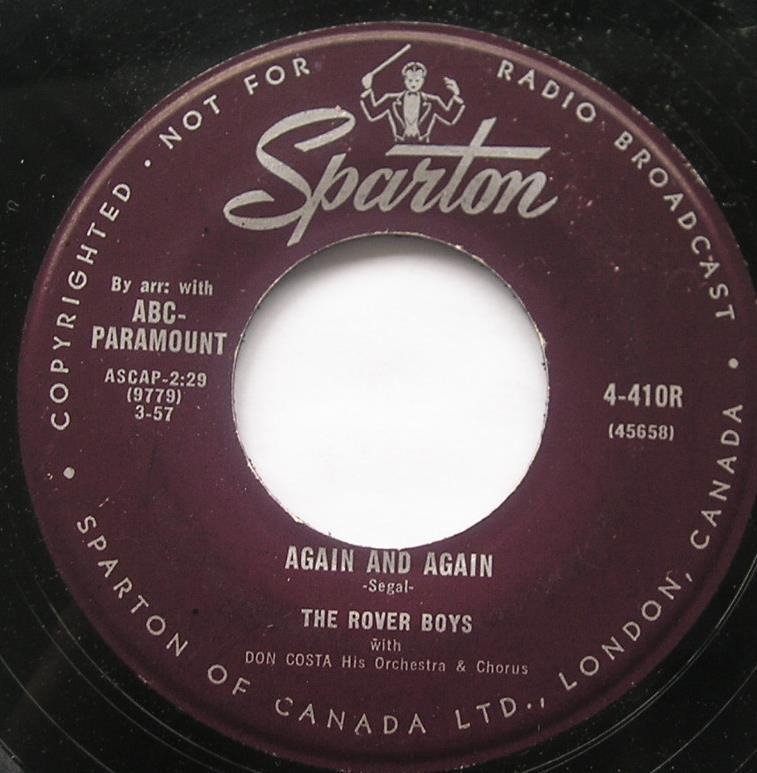 COPYRIGHTED • NOT FOR RADIO BROADCAST •
Sparton
By arr: with
ABC-
PARAMOUNT
ASCAP-2:29
(9779)
3-57
4-410R
(45658)
AGAIN AND AGAIN
-Segal-
THE ROVER BOYS
with
DON COSTA His Orchestra & Chorus
• SPARTON OF CANADA LTD., LONDON, CANADA